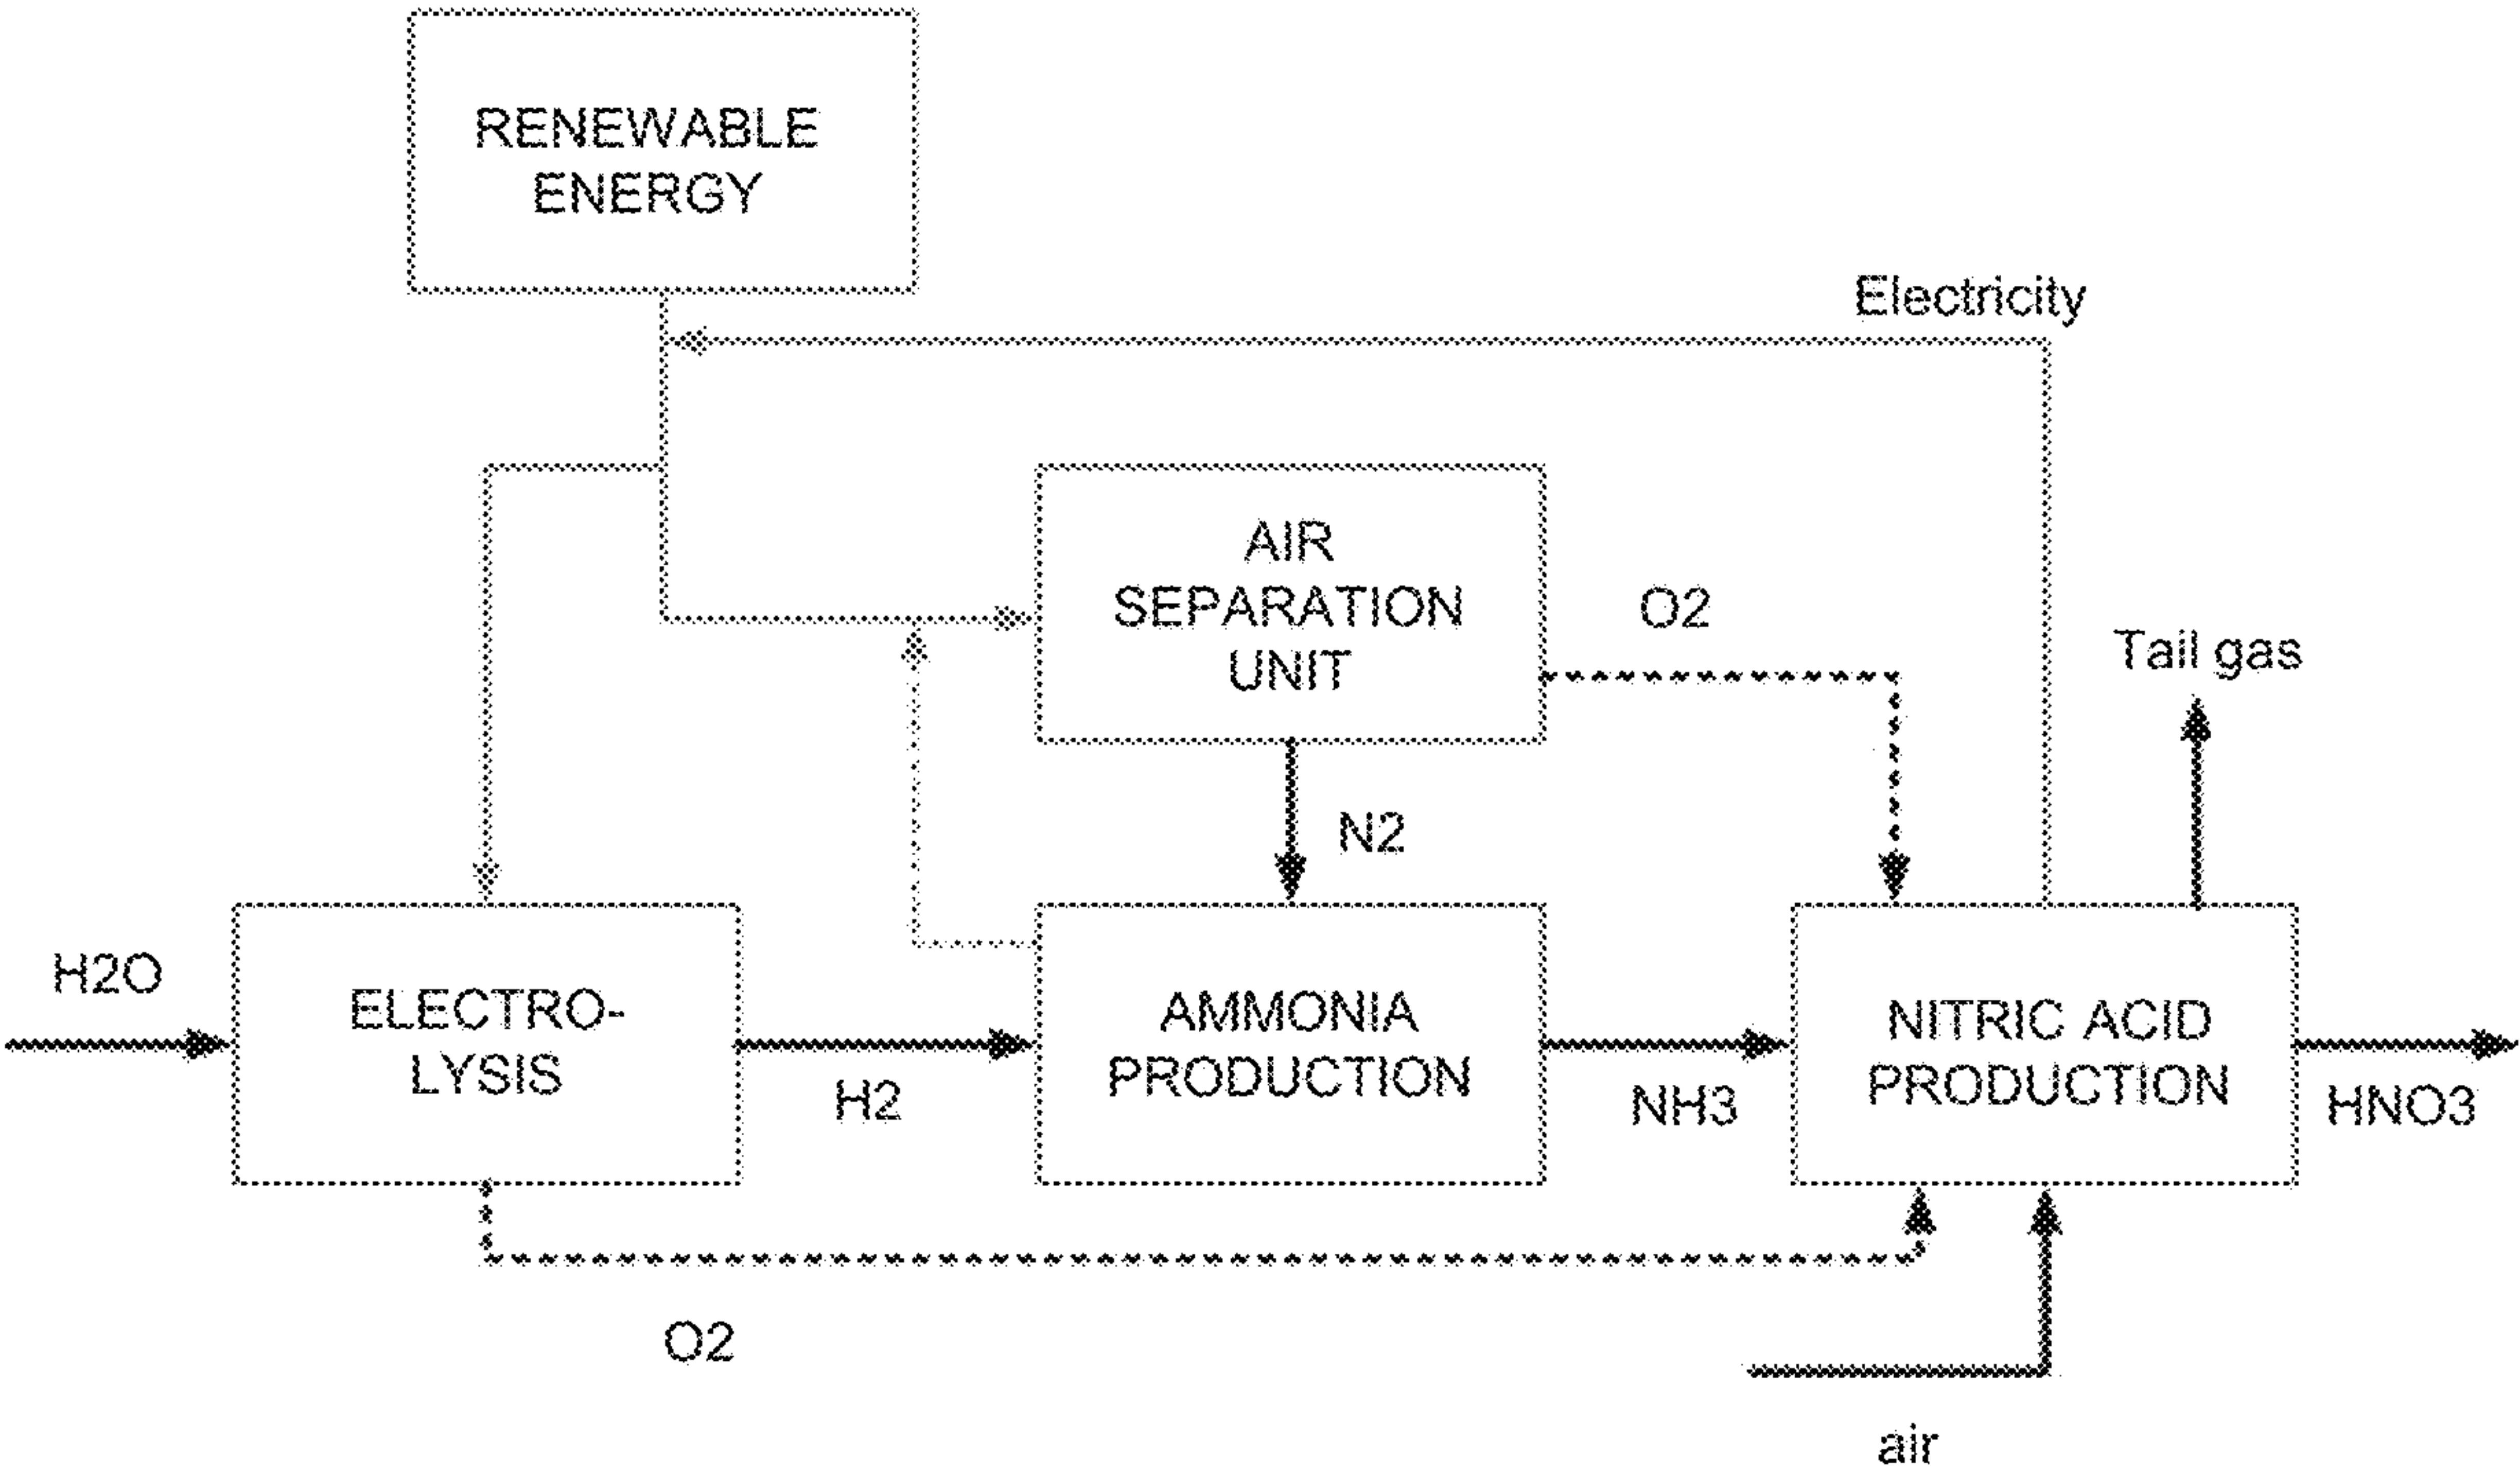 RENEWABLE
ENERGY
Electricity
AIR
SEPARATION
UNIT
O2
Tail gas
N2
H2O
ELECTRO-
LYSIS
H2
AMMONIA
PRODUCTION
NH3
NITRIC ACID
PRODUCTION
HNO3
O2
air